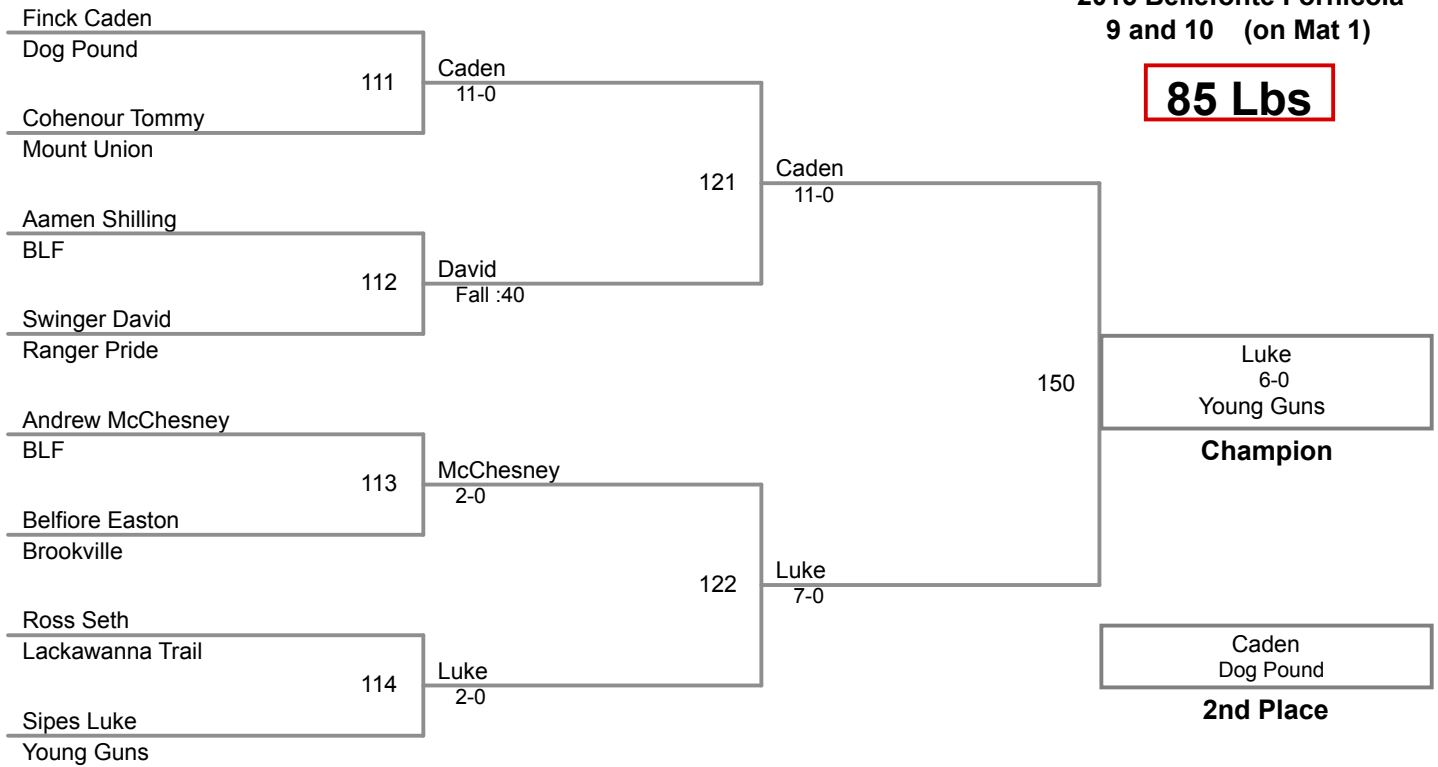 9 and 10 (on Mat 1)
85 Lbs
Finck Caden
Dog Pound
111
Caden
11-0
Cohenour Tommy
Mount Union
121
Caden
11-0
Aamen Shilling
BLF
112
David
Fall :40
Swinger David
Ranger Pride
150
Luke
6-0
Young Guns
Champion
Andrew McChesney
BLF
113
McChesney
2-0
Belfiore Easton
Brookville
122
Luke
7-0
Ross Seth
Lackawanna Trail
114
Luke
2-0
Sipes Luke
Young Guns
Caden
Dog Pound
2nd Place